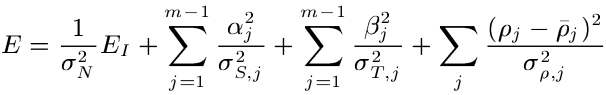 $E = \frac{1}{\sigma_N^2} E_I + \sum_{j=1}^{m-1} \frac{\alpha_j^2}{\sigma_{S,j}^2} + \sum_{j=1}^{m-1} \frac{\beta_j^2}{\sigma_{T,j}^2} + \sum_j \frac{(\rho_j - \bar{\rho}_j)^2}{\sigma_{\rho,j}^2}$